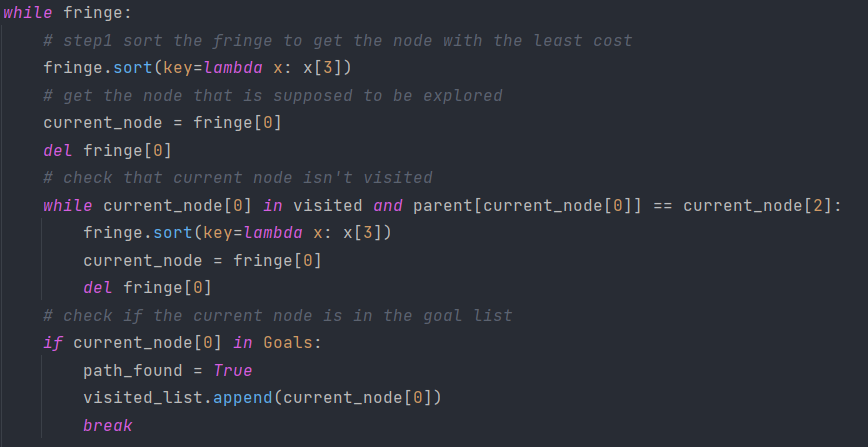 while fringe:
    # step1 sort the fringe to get the node with the least cost
    fringe.sort(key=lambda x: x[3])
    # get the node that is supposed to be explored
    current_node = fringe[0]
    del fringe[0]
    # check that current node isn't visited
    while current_node[0] in visited and parent[current_node[0]] == current_node[2]:
        fringe.sort(key=lambda x: x[3])
        current_node = fringe[0]
        del fringe[0]
    # check if the current node is in the goal list
    if current_node[0] in Goals:
        path_found = True
        visited_list.append(current_node[0])
        break